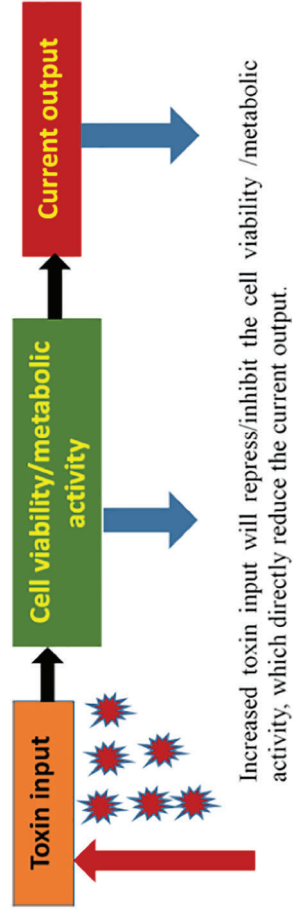 Toxin input
Cell viability/metabolic
activity
Current output
Increased toxin input will repress/inhibit the cell viability /metabolic
activity, which directly reduce the current output.